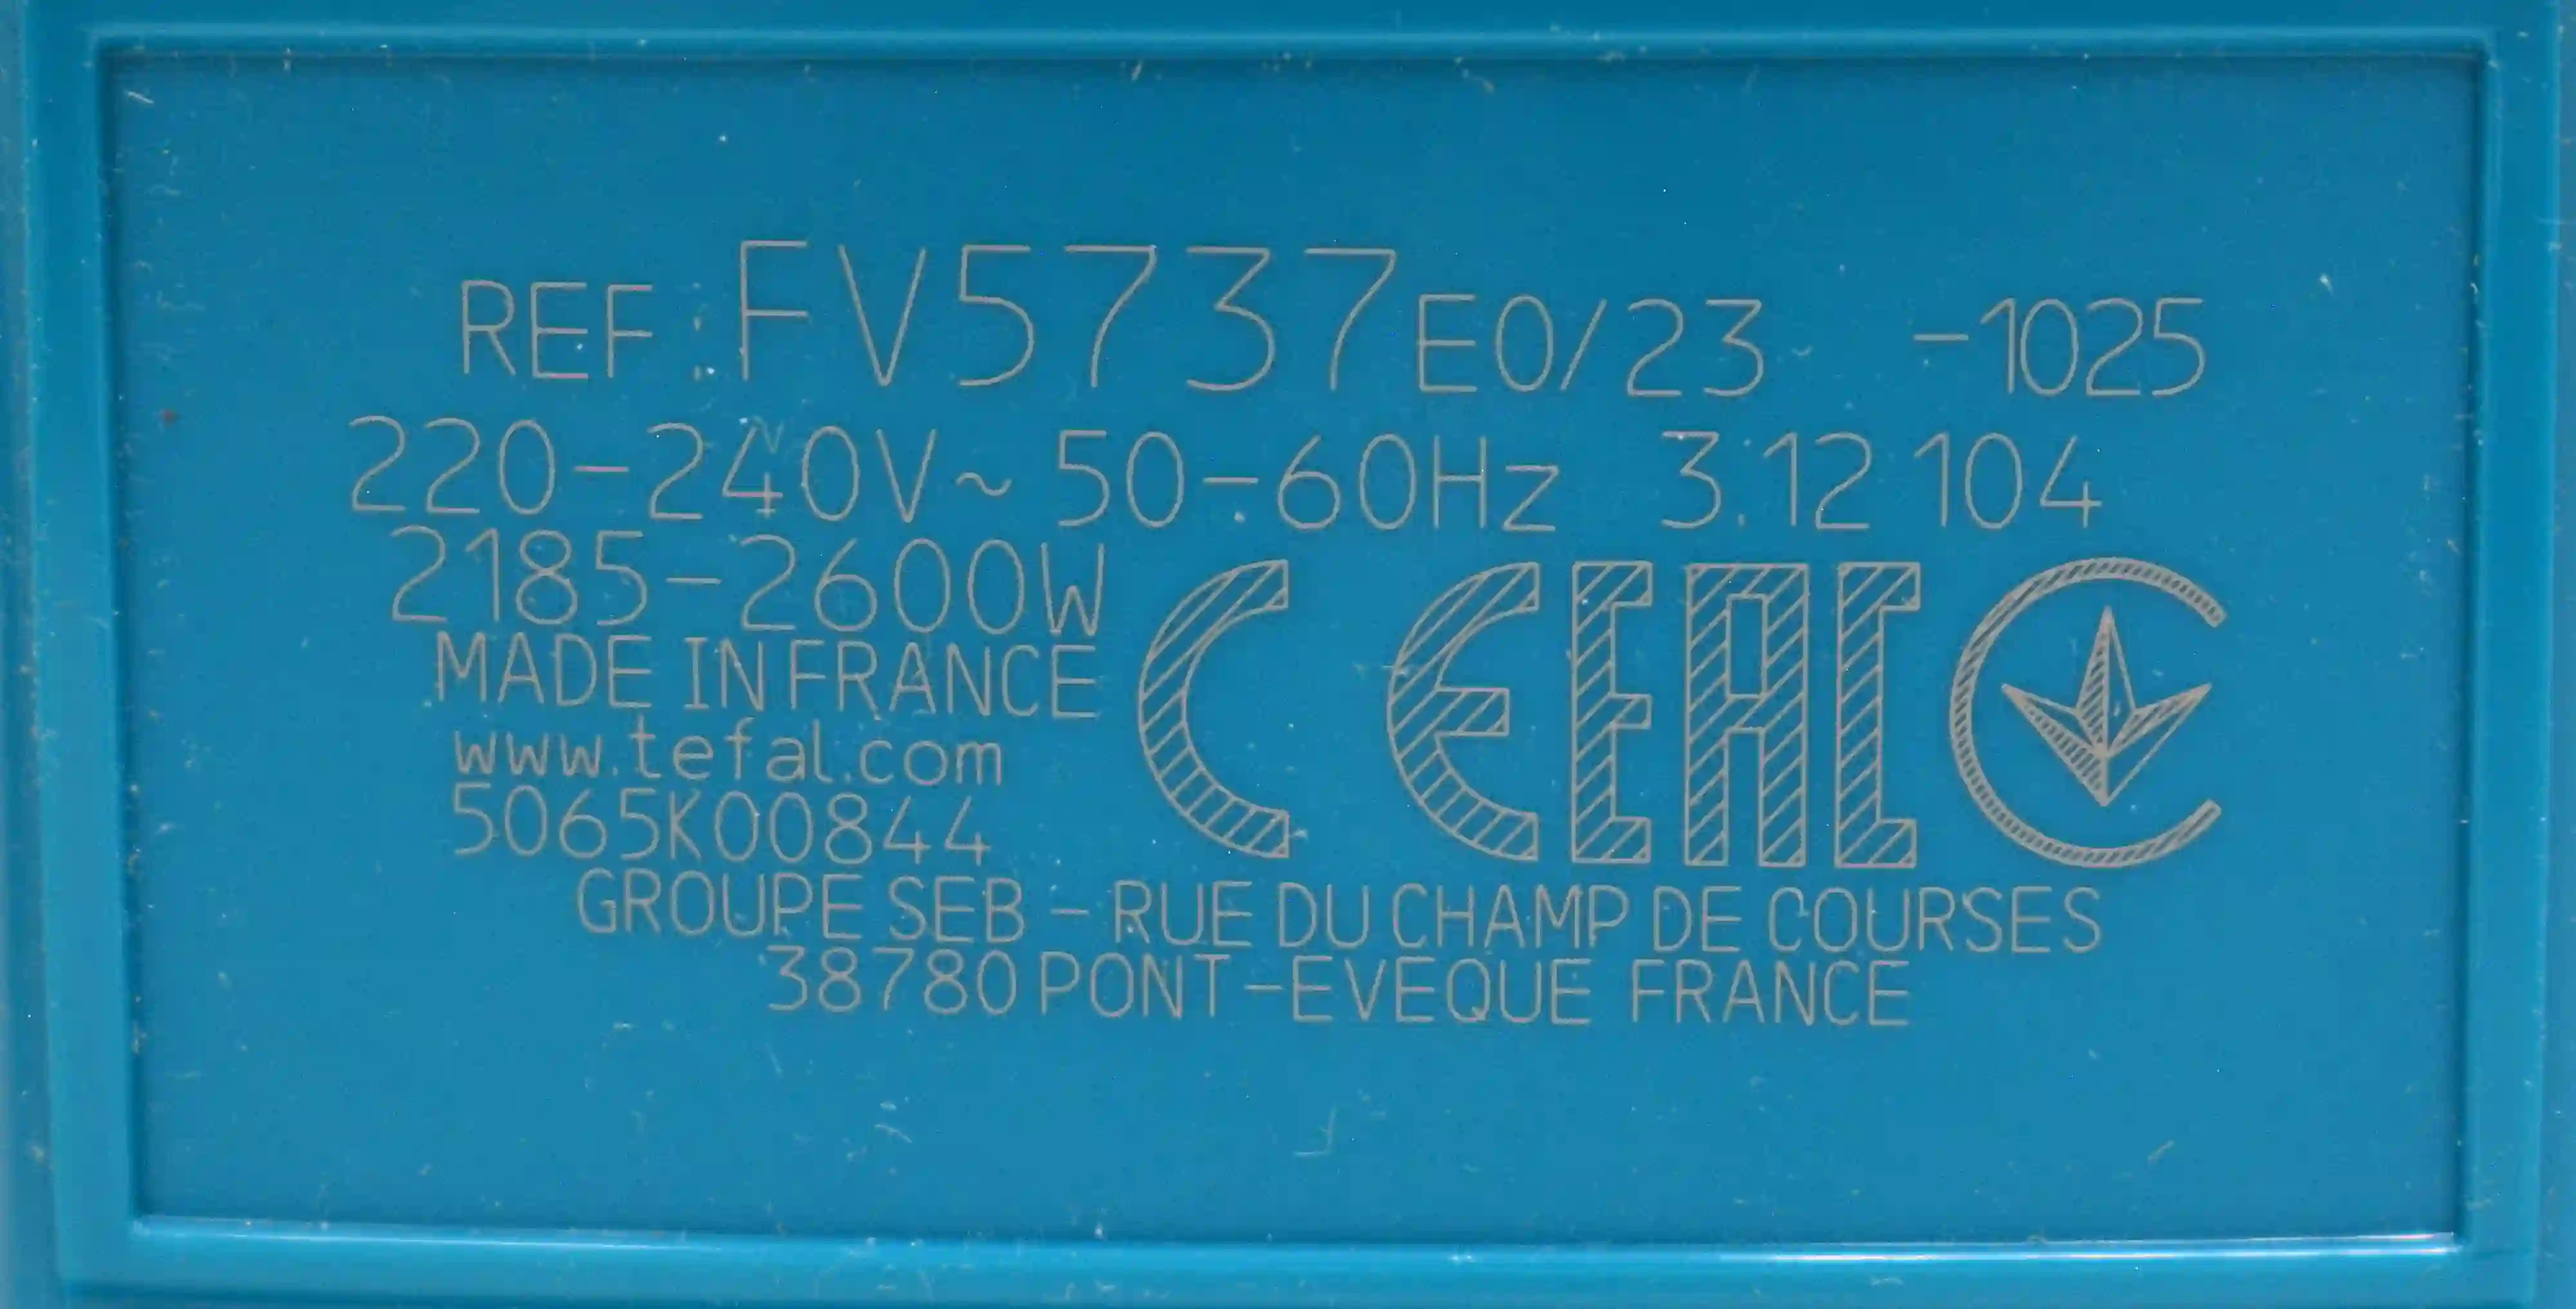 REF : FV5737E0/23 -1025
220-240V~ 50-60Hz 3.12 104
2185-2600W
MADE IN FRANCE
www.tefal.com
5065K00844
CE EAC
GROUPE SEB - RUE DU CHAMP DE COURSES
38780 PONT-EVEQUE FRANCE